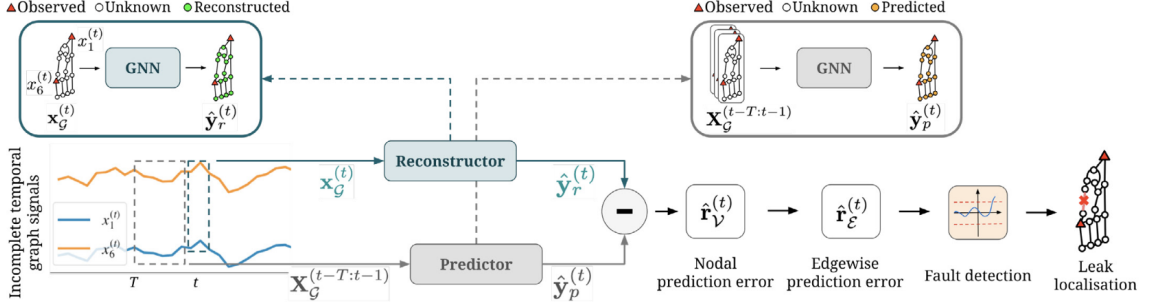 Observed Unknown Reconstructed
Observed Unknown Predicted
x_1^{(t)}
x_6^{(t)}
GNN
x_G^{(t)}
ŷ_r^{(t)}
GNN
X_G^{(t-T:t-1)}
ŷ_p^{(t)}
Incomplete temporal
graph signals
x_1^{(t)}
x_6^{(t)}
T
t
x_G^{(t)}
Reconstructor
ŷ_r^{(t)}
X_G^{(t-T:t-1)}
Predictor
ŷ_p^{(t)}
-
r̂_V^{(t)}
Nodal
prediction error
r̂_E^{(t)}
Edgewise
prediction error
Fault detection
Leak
localisation